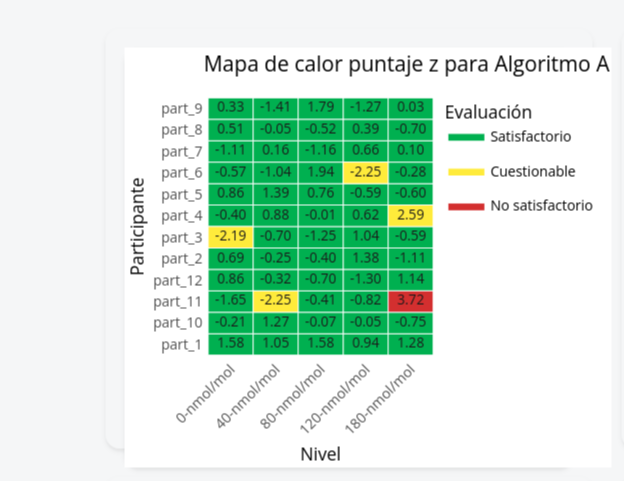 Mapa de calor puntaje z para Algoritmo A
Participante
part_9 0.33 -1.41 1.79 -1.27 0.03
part_8 0.51 -0.05 -0.52 0.39 -0.70
part_7 -1.11 0.16 -1.16 0.66 0.10
part_6 -0.57 -1.04 1.94 -2.25 -0.28
part_5 0.86 1.39 0.76 -0.59 -0.60
part_4 -0.40 0.88 -0.01 0.62 2.59
part_3 -2.19 -0.70 -1.25 1.04 -0.59
part_2 0.69 -0.25 -0.40 1.38 -1.11
part_12 0.86 -0.32 -0.70 -1.30 1.14
part_11 -1.65 -2.25 -0.41 -0.82 3.72
part_10 -0.21 1.27 -0.07 -0.05 -0.75
part_1 1.58 1.05 1.58 0.94 1.28
0-nmol/mol 40-nmol/mol 80-nmol/mol 120-nmol/mol 180-nmol/mol
Nivel
Evaluación
Satisfactorio
Cuestionable
No satisfactorio